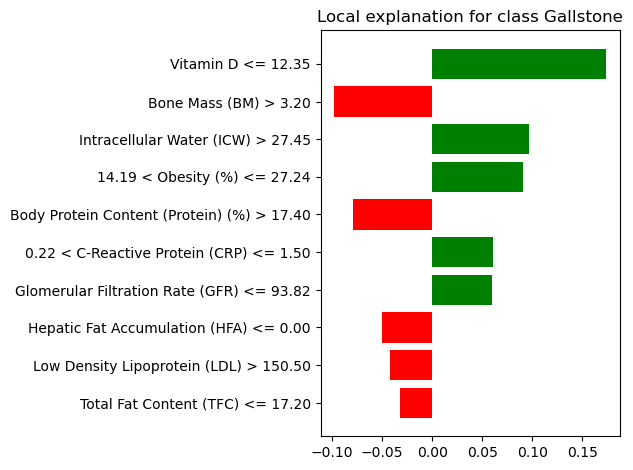 Local explanation for class Gallstone
Vitamin D <= 12.35
Bone Mass (BM) > 3.20
Intracellular Water (ICW) > 27.45
14.19 < Obesity (%) <= 27.24
Body Protein Content (Protein) (%) > 17.40
0.22 < C-Reactive Protein (CRP) <= 1.50
Glomerular Filtration Rate (GFR) <= 93.82
Hepatic Fat Accumulation (HFA) <= 0.00
Low Density Lipoprotein (LDL) > 150.50
Total Fat Content (TFC) <= 17.20
−0.10 −0.05 0.00 0.05 0.10 0.15